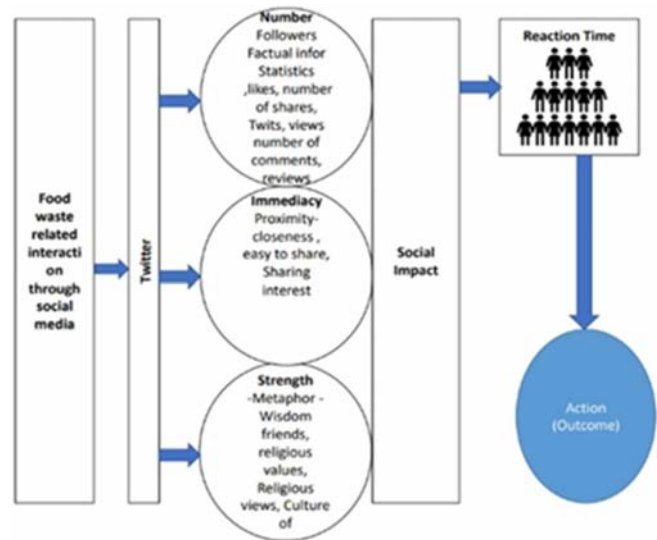 Food
waste
related
interacti
on
through
social
media
Twitter
Number
Followers
Factual infor
Statistics
,likes, number
of shares,
Twits, views
number of
comments,
reviews
Immediacy
Proximity-
closeness ,
easy to share,
Sharing
interest
Strength
-Metaphor -
Wisdom
friends,
religious
values,
Religious
views, Culture
of
Social
Impact
Reaction Time
Action
(Outcome)